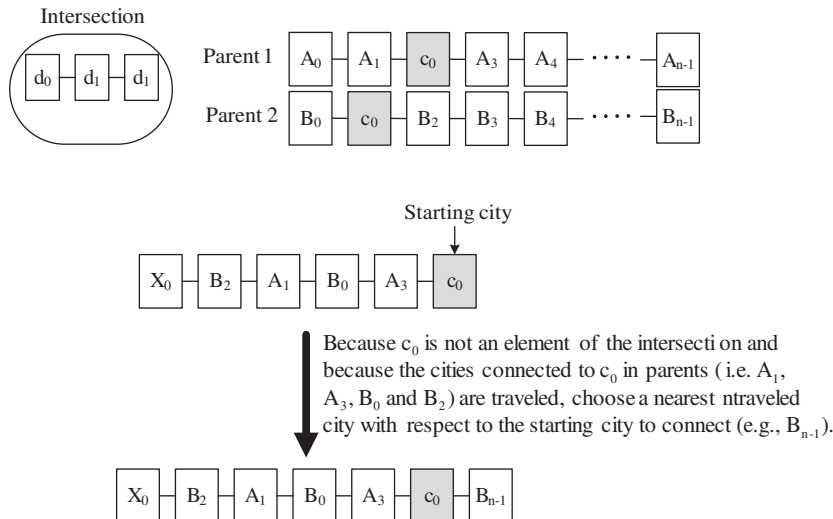 Intersection
d0 d1 d1
Parent 1 A0 A1 c0 A3 A4 ···· An-1
Parent 2 B0 c0 B2 B3 B4 ···· Bn-1
Starting city
X0 B2 A1 B0 A3 c0
Because c0 is not an element of the intersecti on and
because the cities connected to c0 in parents ( i.e. A1,
A3, B0 and B2) are traveled, choose a nearest ntraveled
city with respect to the starting city to connect (e.g., Bn-1).
X0 B2 A1 B0 A3 c0 Bn-1